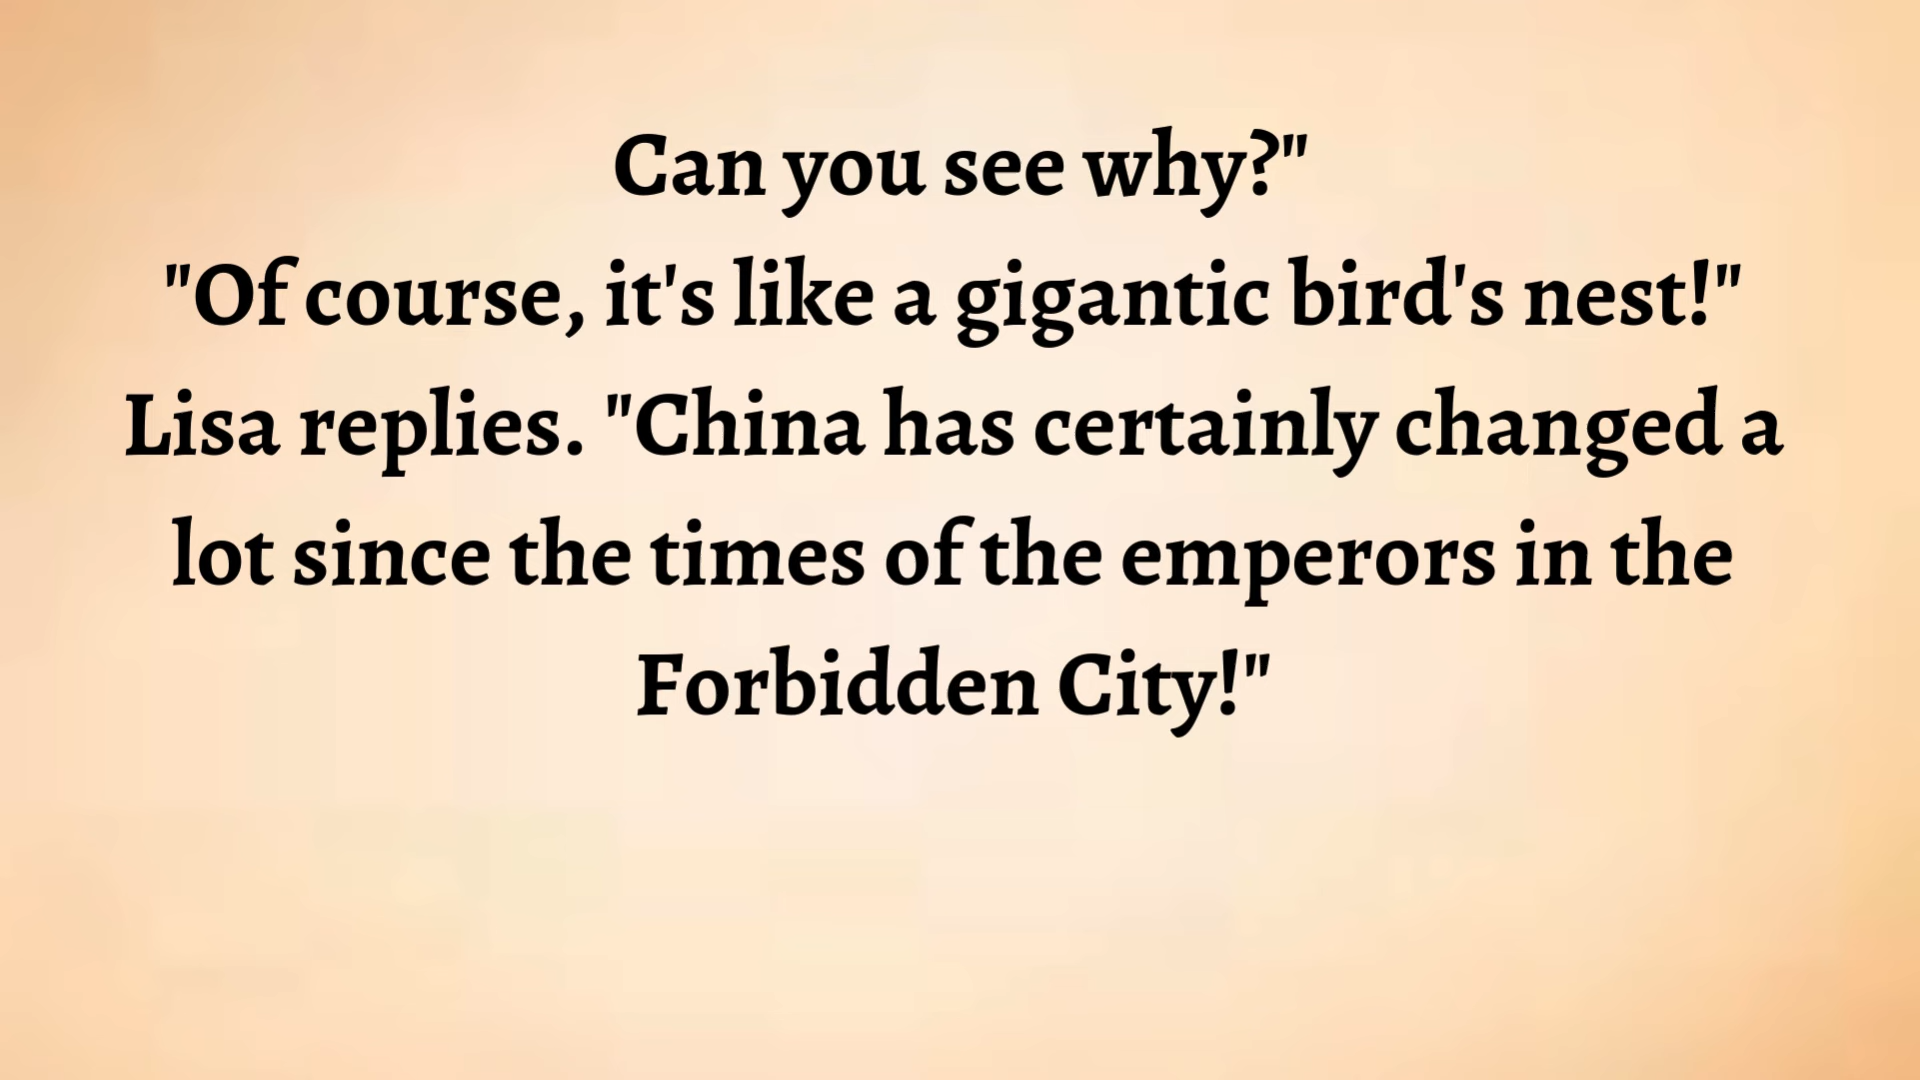 Can you see why?"
"Of course, it's like a gigantic bird's nest!"
Lisa replies. "China has certainly changed a
lot since the times of the emperors in the
Forbidden City!"